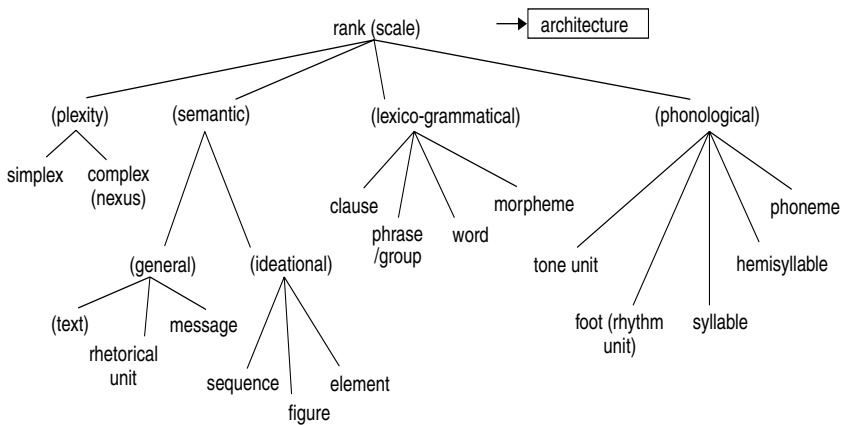 rank (scale)
architecture
(plexity)
(semantic)
(lexico-grammatical)
(phonological)
simplex
complex
(nexus)
clause
phrase
/group
word
morpheme
phoneme
(general)
(ideational)
tone unit
hemisyllable
(text)
rhetorical
unit
message
foot (rhythm
unit)
syllable
sequence
figure
element